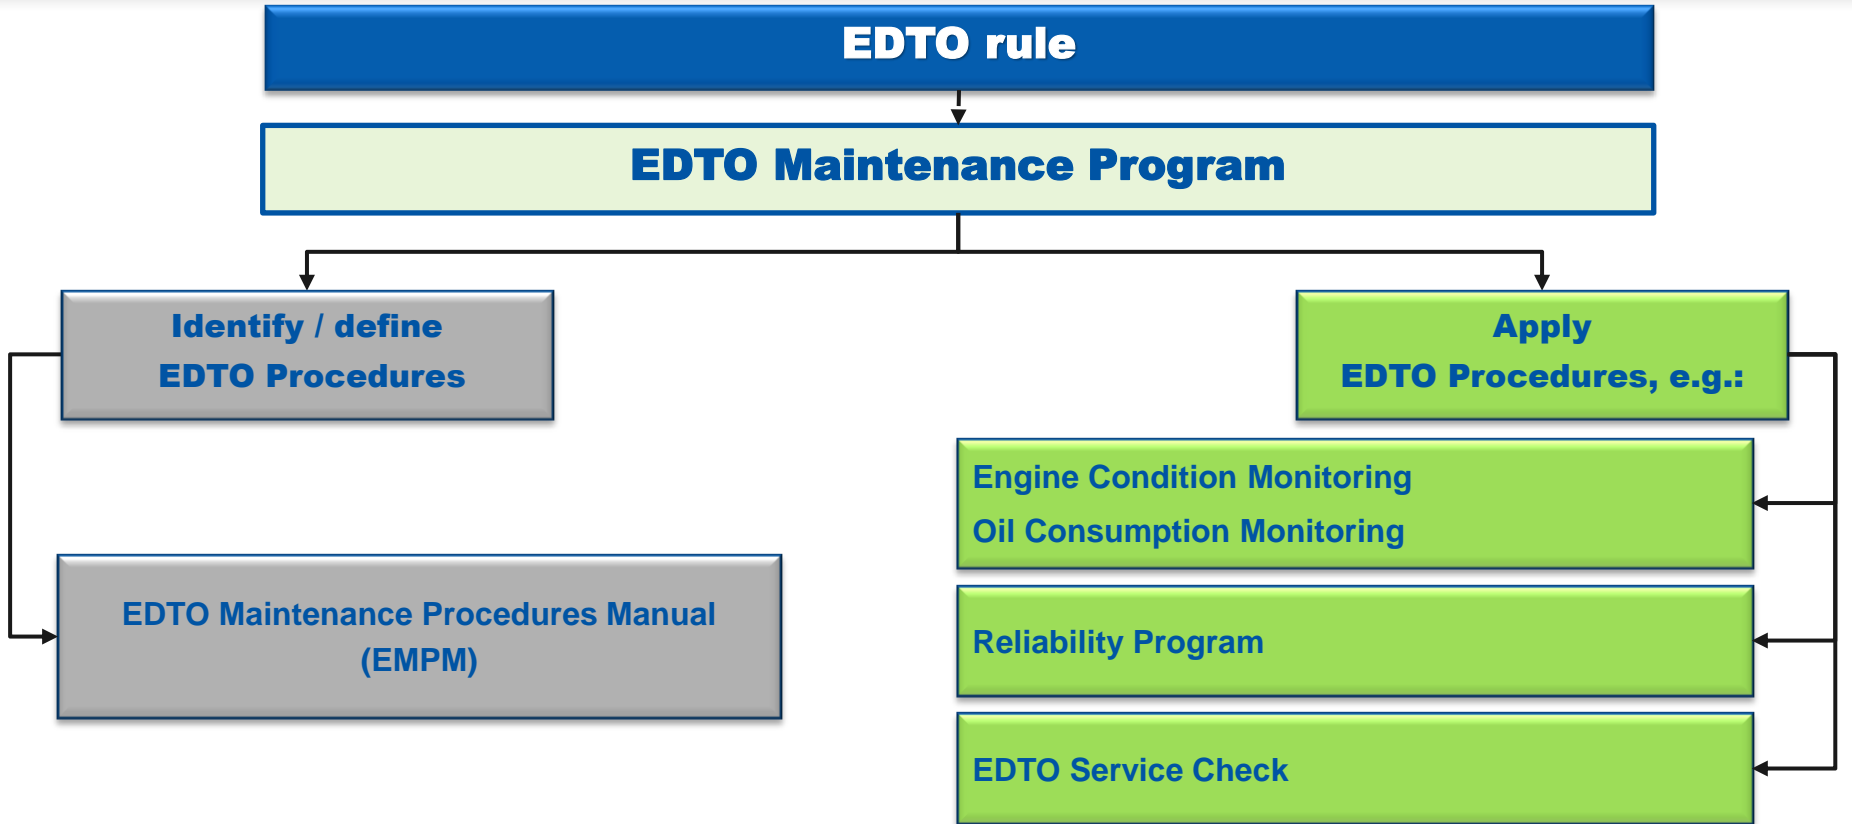 EDTO rule
EDTO Maintenance Program
Identify / define
EDTO Procedures
Apply
EDTO Procedures, e.g.:
Engine Condition Monitoring
Oil Consumption Monitoring
EDTO Maintenance Procedures Manual
(EMPM)
Reliability Program
EDTO Service Check